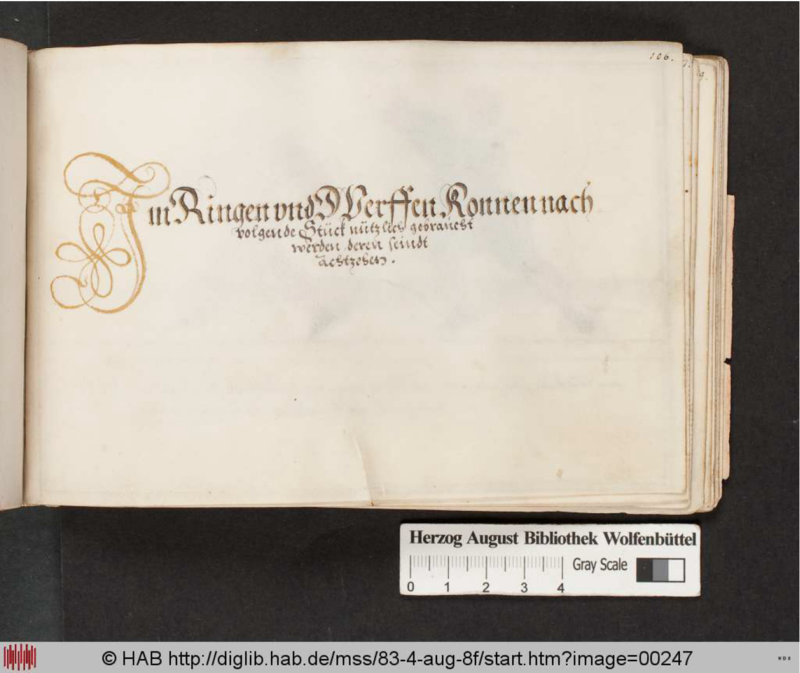 106.
9.
Im Ringen vnd Werffen Konnen nach
volgende Stück nützlich gebraucht
werden deren seindt
achtzehen.
Herzog August Bibliothek Wolfenbüttel
Gray Scale
0 1 2 3 4
© HAB http://diglib.hab.de/mss/83-4-aug-8f/start.htm?image=00247